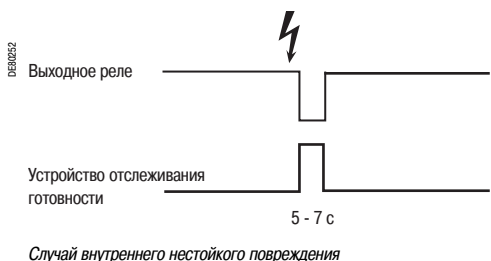 DE80252
Выходное реле
Устройство отслеживания
готовности
5 - 7 с
Случай внутреннего нестойкого повреждения